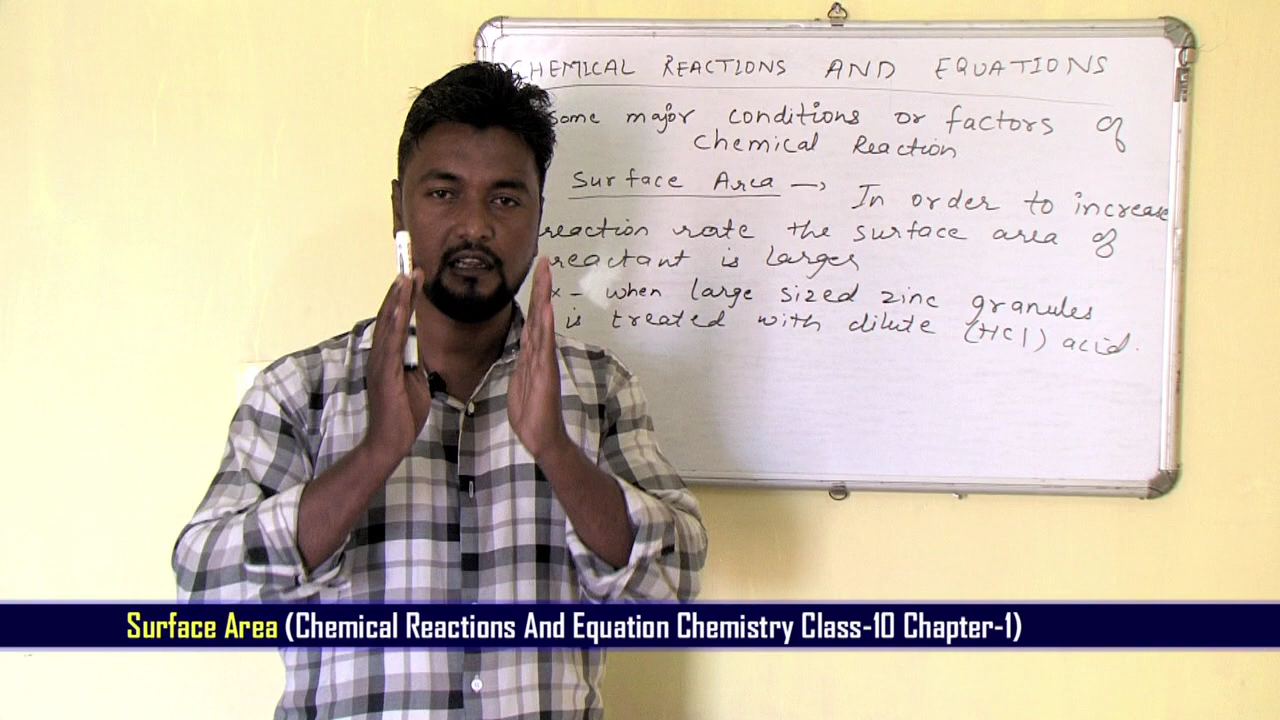 CHEMICAL REACTIONS AND EQUATIONS
Some major conditions or factors of
Chemical Reaction
Surface Area → In order to increase
reaction rate the surface area of
reactant is larger
x - when large sized zinc granules
is treated with dilute (HCl) acid.
Surface Area (Chemical Reactions And Equation Chemistry Class-10 Chapter-1)